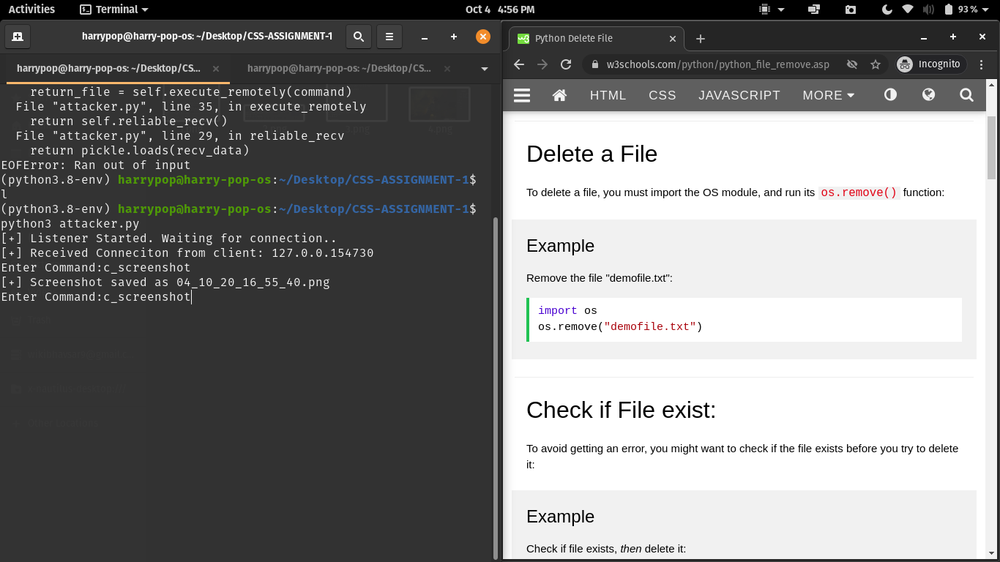 Activities
Terminal
Oct 4 4:56 PM
93 %
harrypop@harry-pop-os: ~/Desktop/CSS-ASSIGNMENT-1
harrypop@harry-pop-os: ~/Desktop/CS...
harrypop@harry-pop-os: ~/Desktop/CS...
return_file = self.execute_remotely(command)
File "attacker.py", line 35, in execute_remotely
return self.reliable_recv()
File "attacker.py", line 29, in reliable_recv
return pickle.loads(recv_data)
EOFError: Ran out of input
(python3.8-env) harrypop@harry-pop-os:~/Desktop/CSS-ASSIGNMENT-1$
l
(python3.8-env) harrypop@harry-pop-os:~/Desktop/CSS-ASSIGNMENT-1$
python3 attacker.py
[+] Listener Started. Waiting for connection..
[+] Received Conneciton from client: 127.0.0.154730
Enter Command:c_screenshot
[+] Screenshot saved as 04_10_20_16_55_40.png
Enter Command:c_screenshot
4.png
Other Locations
Python Delete File
w3schools.com/python/python_file_remove.asp
Incognito
HTML
CSS
JAVASCRIPT
MORE
Delete a File
To delete a file, you must import the OS module, and run its os.remove() function:
Example
Remove the file "demofile.txt":
import os
os.remove("demofile.txt")
Check if File exist:
To avoid getting an error, you might want to check if the file exists before you try to delete
it:
Example
Check if file exists, then delete it: